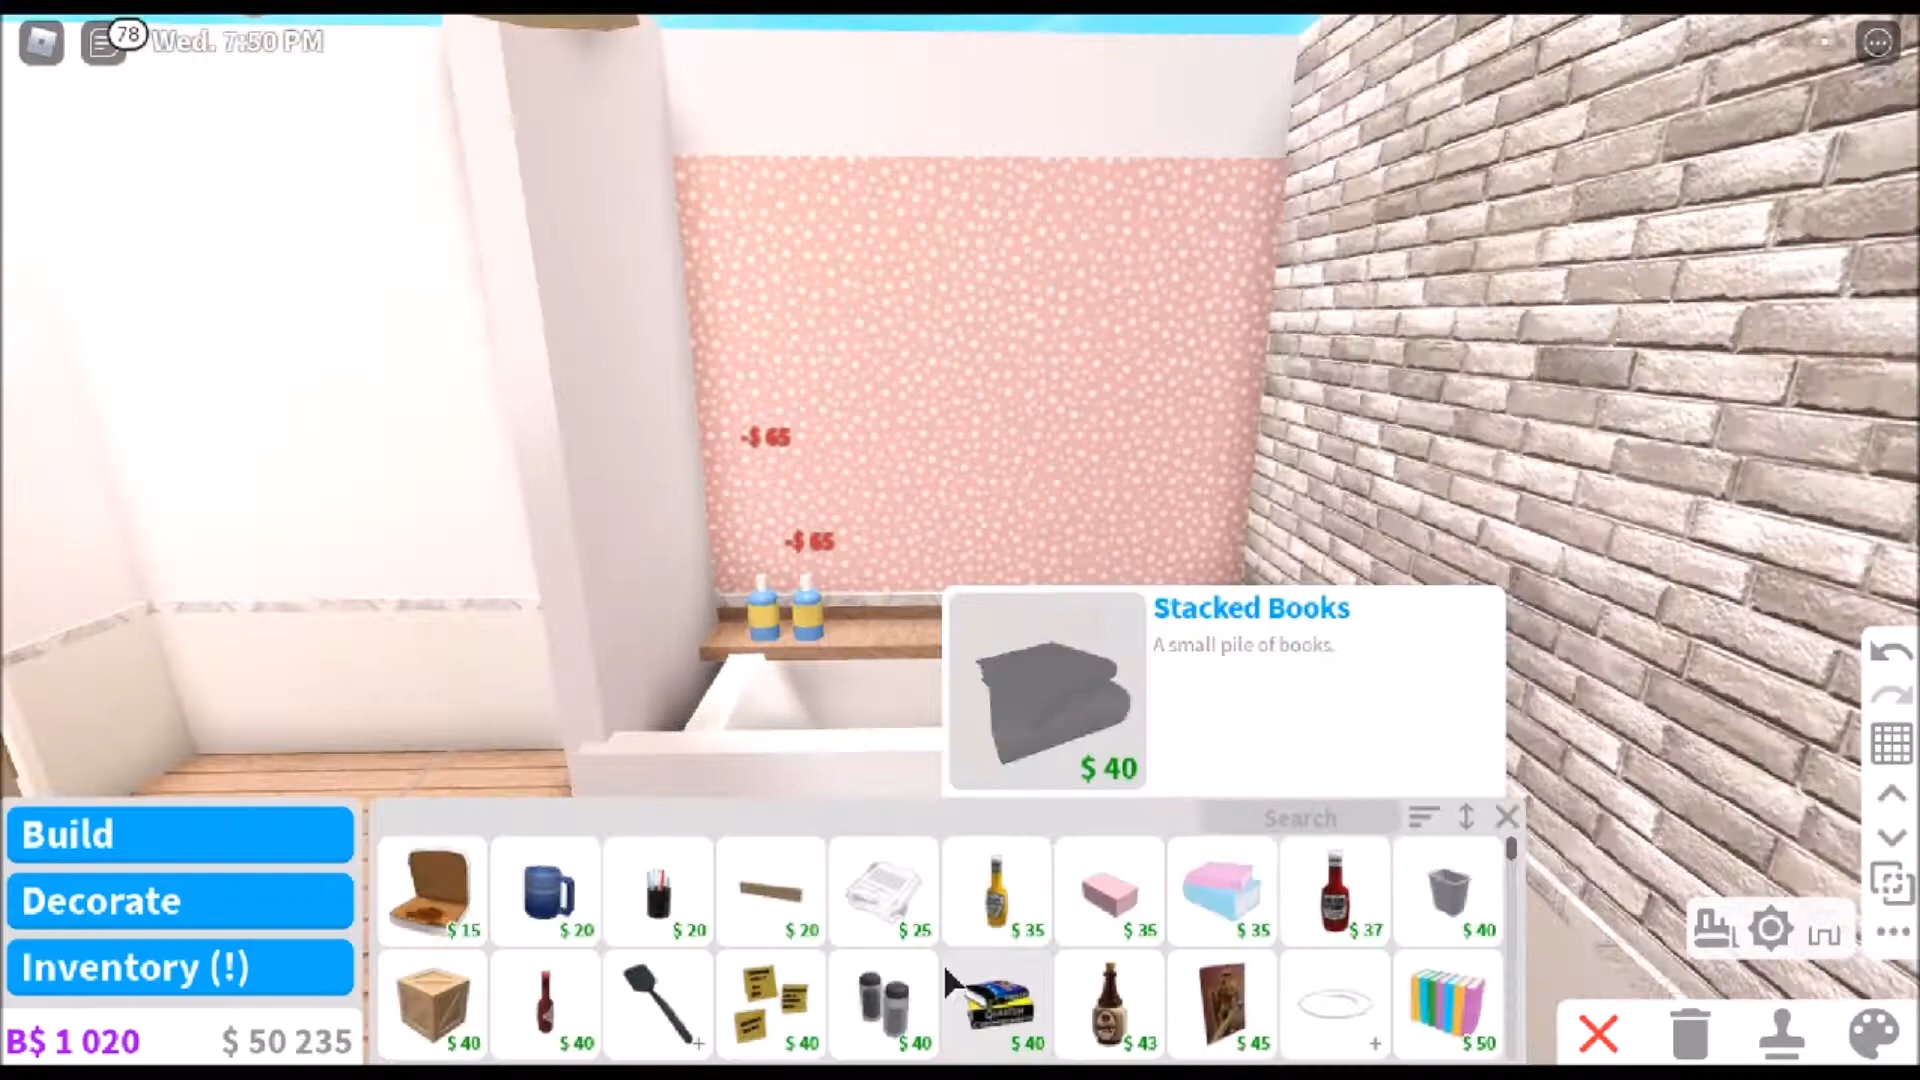 78
Wed. 7:50 PM
-$ 65
-$ 65
Stacked Books
A small pile of books.
$ 40
Search
Build
Decorate
Inventory (!)
B$ 1 020
$ 50 235
$ 15
$ 20
$ 20
$ 20
$ 25
$ 35
$ 35
$ 35
$ 37
$ 40
$ 40
$ 40
+
$ 40
$ 40
$ 40
$ 43
$ 45
+
$ 50